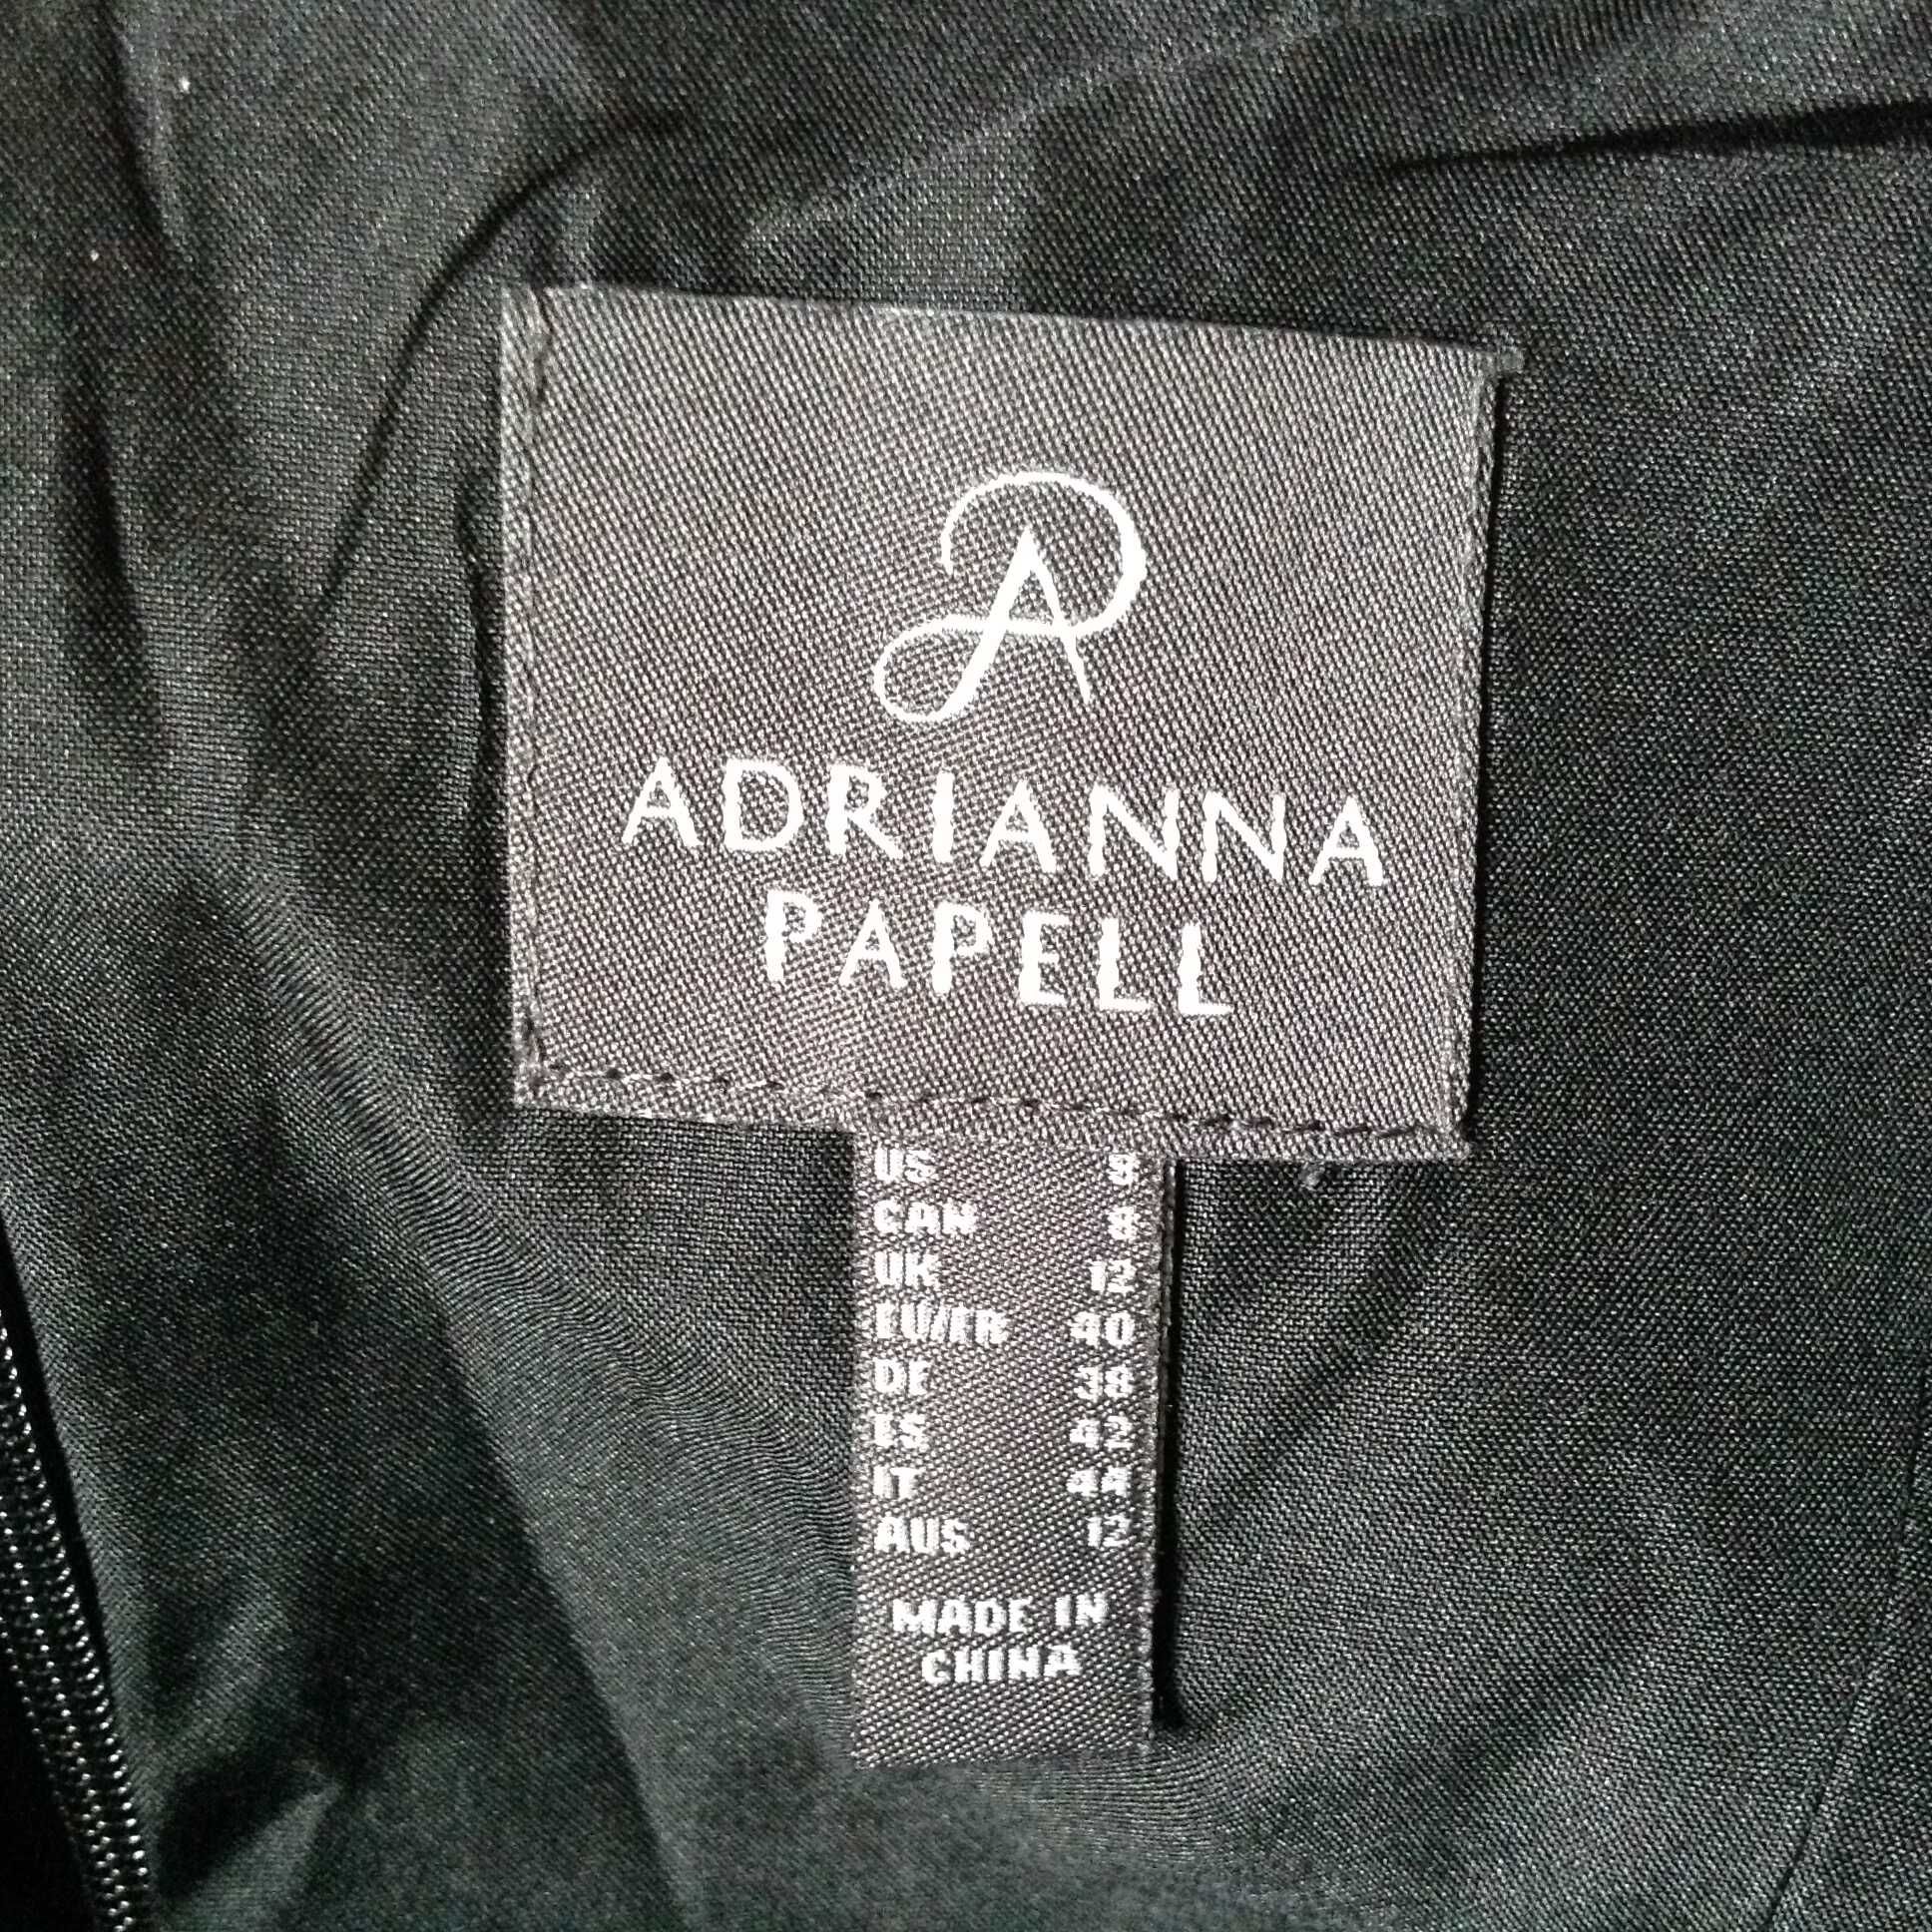 AP
ADRIANNA
PAPELL
US 8
CAN 8
UK 12
EU/FR 40
DE 38
ES 42
IT 44
AUS 12
MADE IN
CHINA